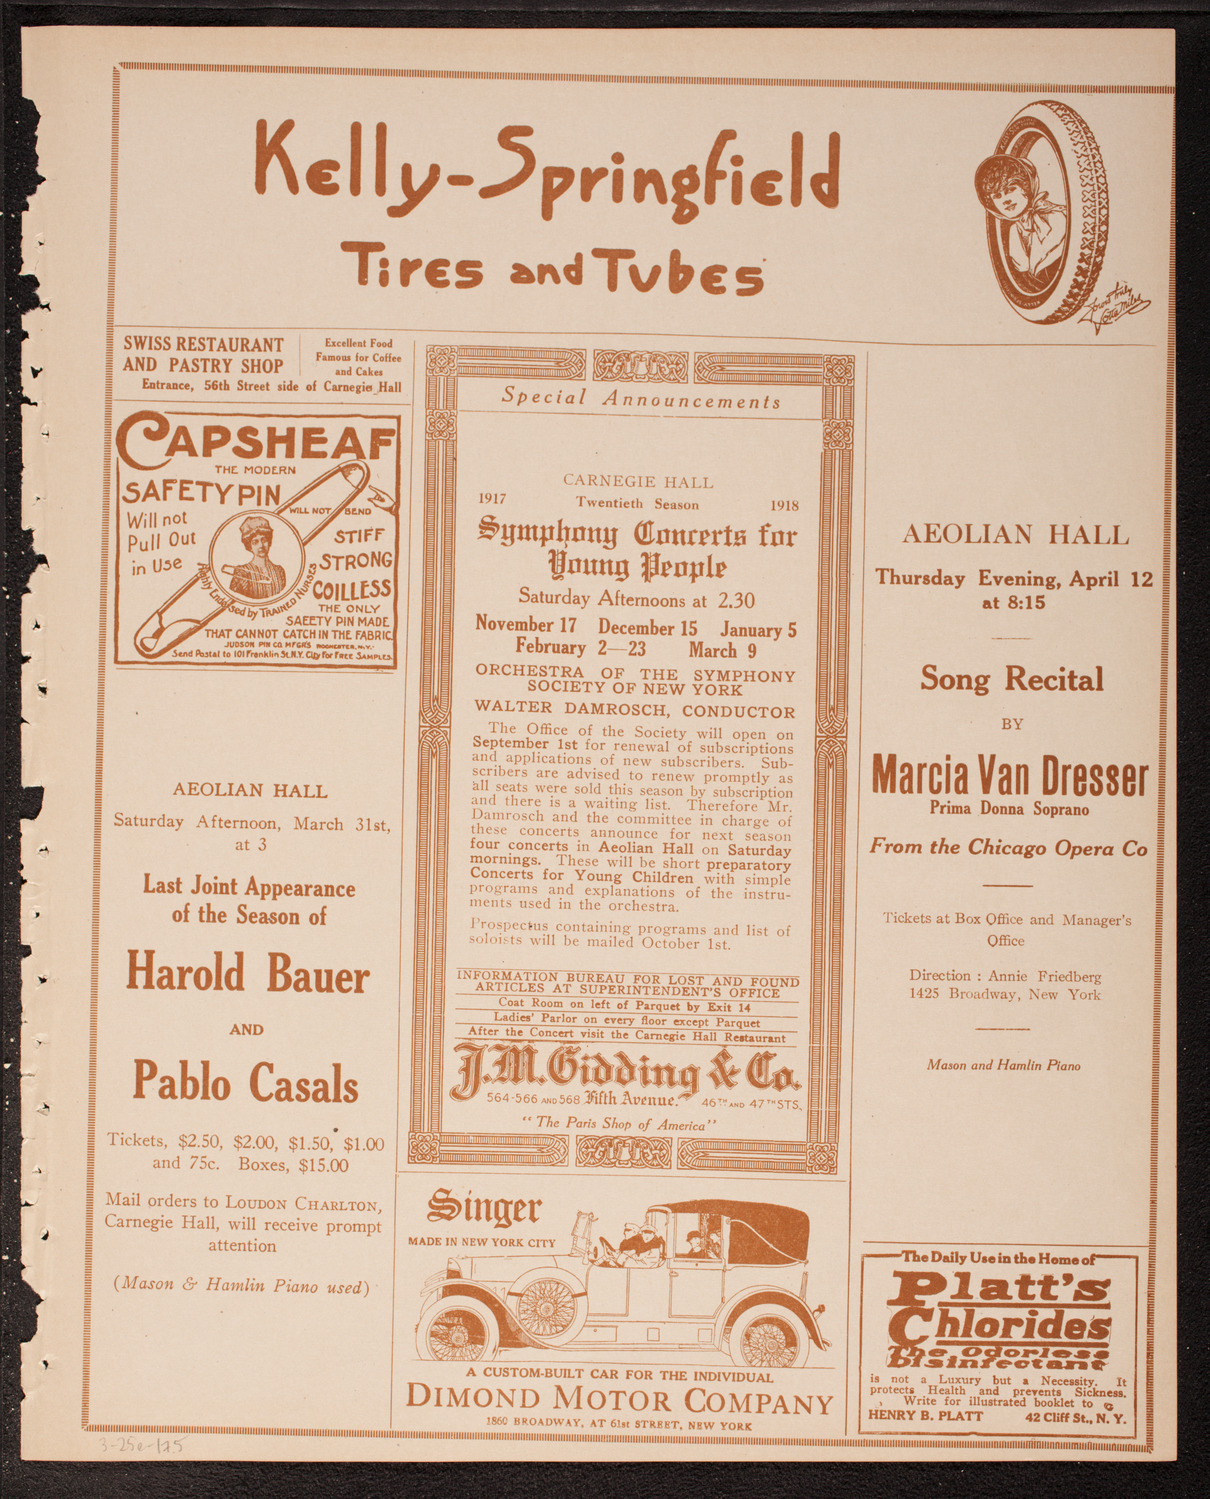 Kelly-Springfield
Tires and Tubes
Yours truly
Lotta Miles
SWISS RESTAURANT
AND PASTRY SHOP
Excellent Food
Famous for Coffee
and Cakes
Entrance, 56th Street side of Carnegie Hall
CAPSHEAF
THE MODERN
SAFETY PIN
WILL NOT BEND
Will not
Pull Out
in Use
STIFF
STRONG
COILLESS
Highly Endorsed by TRAINED NURSES
THE ONLY
SAFETY PIN MADE
THAT CANNOT CATCH IN THE FABRIC
JUDSON PIN CO. MFGRS ROCHESTER, N.Y.
Send Postal to 101 Franklin St. N.Y. City For FREE SAMPLES.
AEOLIAN HALL
Saturday Afternoon, March 31st,
at 3
Last Joint Appearance
of the Season of
Harold Bauer
AND
Pablo Casals
Tickets, $2.50, $2.00, $1.50, $1.00
and 75c. Boxes, $15.00
Mail orders to LOUDON CHARLTON,
Carnegie Hall, will receive prompt
attention
(Mason & Hamlin Piano used)
Special Announcements
CARNEGIE HALL
1917 Twentieth Season 1918
Symphony Concerts for
Young People
Saturday Afternoons at 2.30
November 17 December 15 January 5
February 2—23 March 9
ORCHESTRA OF THE SYMPHONY
SOCIETY OF NEW YORK
WALTER DAMROSCH, CONDUCTOR
The Office of the Society will open on
September 1st for renewal of subscriptions
and applications of new subscribers. Sub-
scribers are advised to renew promptly as
all seats were sold this season by subscription
and there is a waiting list. Therefore Mr.
Damrosch and the committee in charge of
these concerts announce for next season
four concerts in Aeolian Hall on Saturday
mornings. These will be short preparatory
Concerts for Young Children with simple
programs and explanations of the instru-
ments used in the orchestra.
Prospectus containing programs and list of
soloists will be mailed October 1st.
INFORMATION BUREAU FOR LOST AND FOUND
ARTICLES AT SUPERINTENDENT'S OFFICE
Coat Room on left of Parquet by Exit 14
Ladies' Parlor on every floor except Parquet
After the Concert visit the Carnegie Hall Restaurant
J.M. Gidding & Co.
564-566 AND 568 Fifth Avenue. 46TH AND 47TH STS.
"The Paris Shop of America"
Singer
MADE IN NEW YORK CITY
A CUSTOM-BUILT CAR FOR THE INDIVIDUAL
DIMOND MOTOR COMPANY
1860 BROADWAY, AT 61st STREET, NEW YORK
AEOLIAN HALL
Thursday Evening, April 12
at 8:15
Song Recital
BY
Marcia Van Dresser
Prima Donna Soprano
From the Chicago Opera Co
Tickets at Box Office and Manager's
Office
Direction : Annie Friedberg
1425 Broadway, New York
Mason and Hamlin Piano
The Daily Use in the Home of
Platt's
Chlorides
The Odorless
Disinfectant
is not a Luxury but a Necessity. It
protects Health and prevents Sickness.
Write for illustrated booklet to
HENRY B. PLATT 42 Cliff St., N. Y.
3-25e-17.5